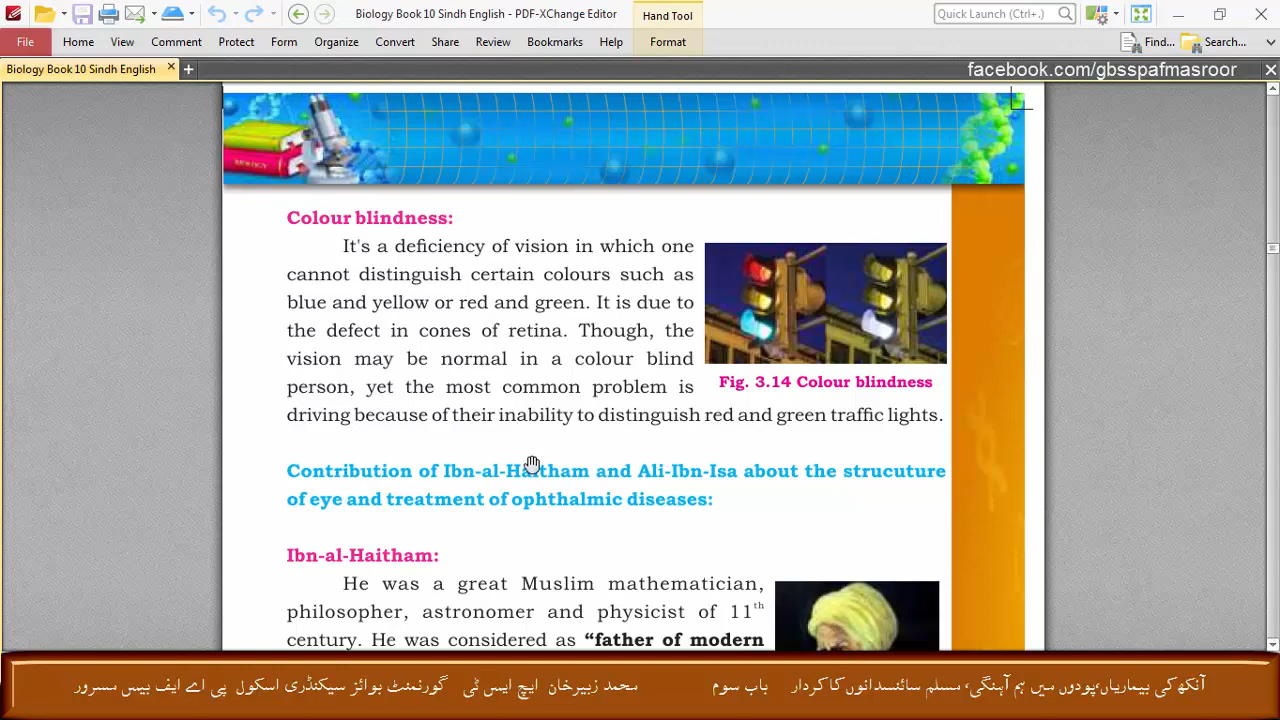 Biology Book 10 Sindh English - PDF-XChange Editor
Hand Tool
Quick Launch (Ctrl+.)
File Home View Comment Protect Form Organize Convert Share Review Bookmarks Help Format Find... Search...
Biology Book 10 Sindh English
facebook.com/gbsspafmasroor
BIOLOGY
Colour blindness:
It's a deficiency of vision in which one
cannot distinguish certain colours such as
blue and yellow or red and green. It is due to
the defect in cones of retina. Though, the
vision may be normal in a colour blind
person, yet the most common problem is
driving because of their inability to distinguish red and green traffic lights.
Fig. 3.14 Colour blindness
Contribution of Ibn-al-Haitham and Ali-Ibn-Isa about the strucuture
of eye and treatment of ophthalmic diseases:
Ibn-al-Haitham:
He was a great Muslim mathematician,
philosopher, astronomer and physicist of 11th
century. He was considered as “father of modern
آنکھ کی بیماریاں،پودوں میں ہم آہنگی، مسلم سائنسدانوں کا کردار باب سوم محمد زبیرخان ایچ ایس ٹی گورنمنٹ بوائز سیکنڈری اسکول پی اے ایف بیس مسرور